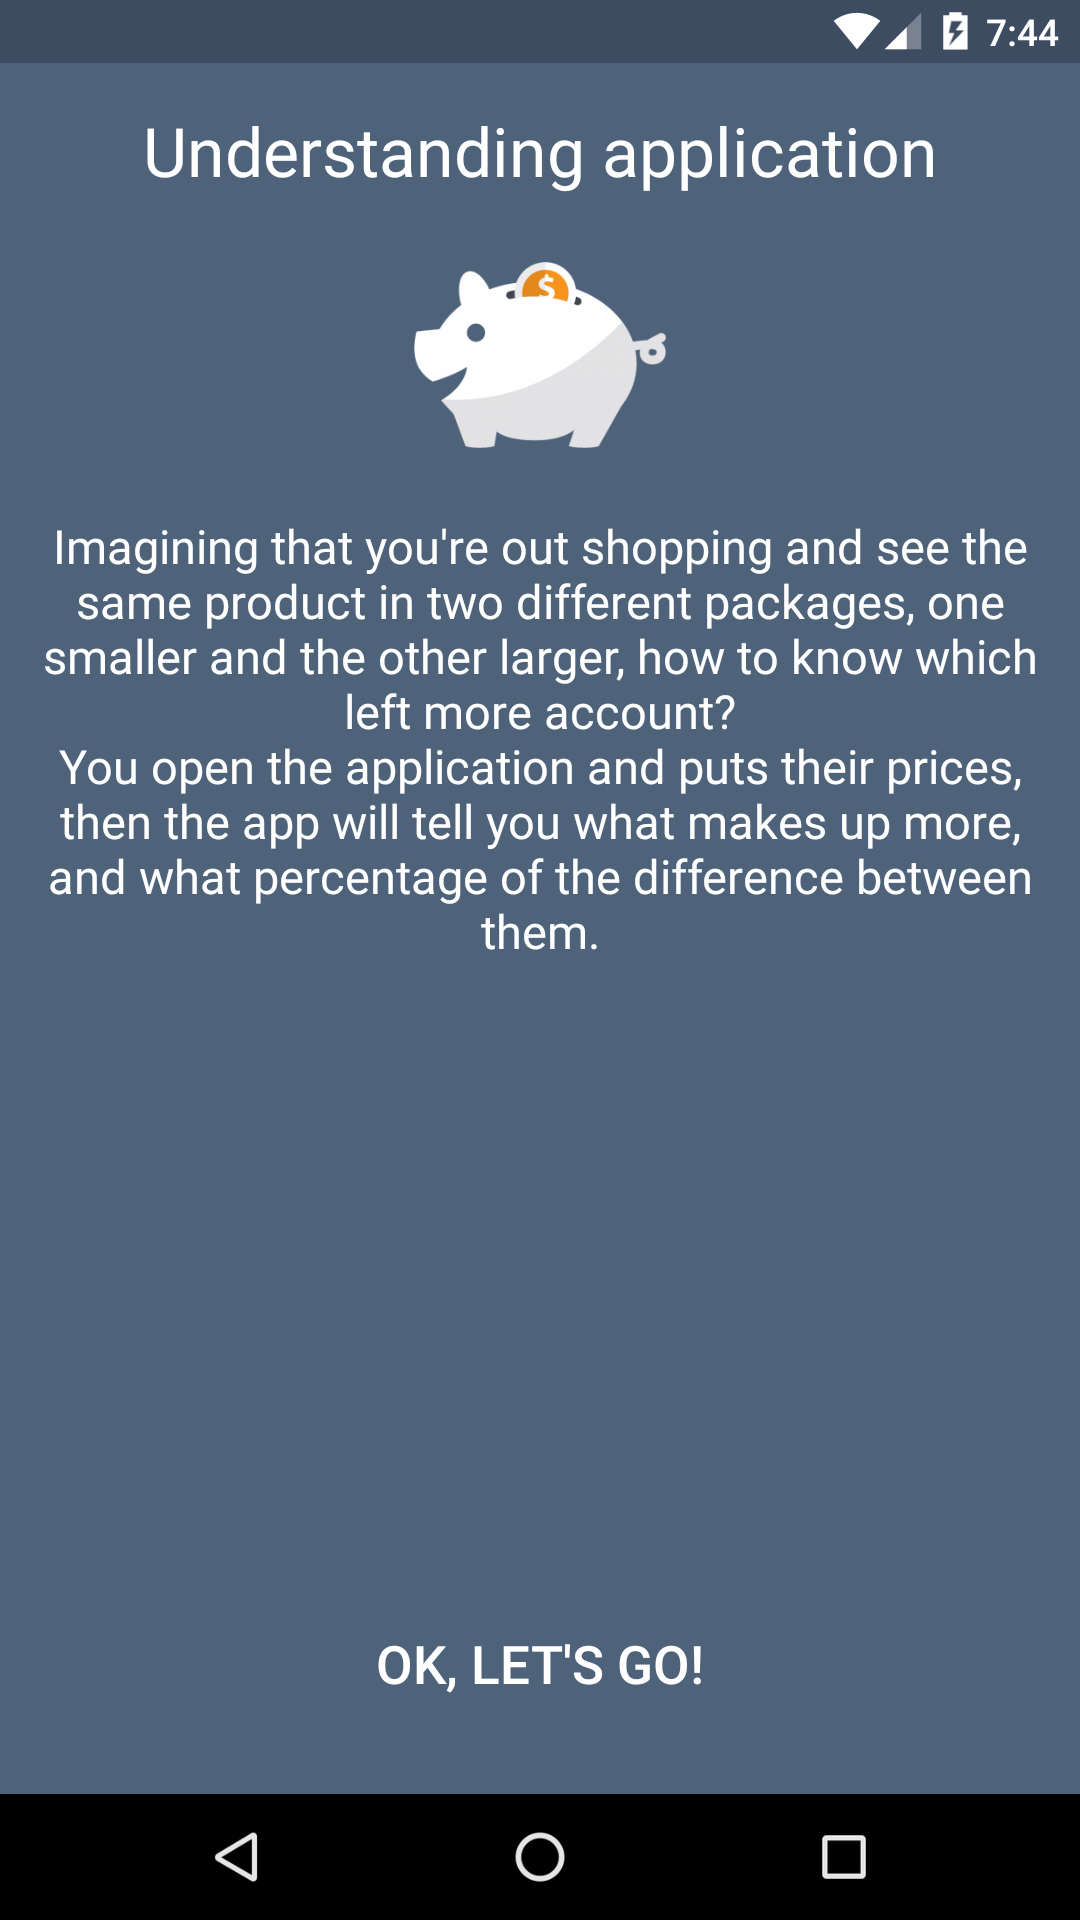 7:44
Understanding application
$
Imagining that you're out shopping and see the
same product in two different packages, one
smaller and the other larger, how to know which
left more account?
You open the application and puts their prices,
then the app will tell you what makes up more,
and what percentage of the difference between
them.
OK, LET'S GO!